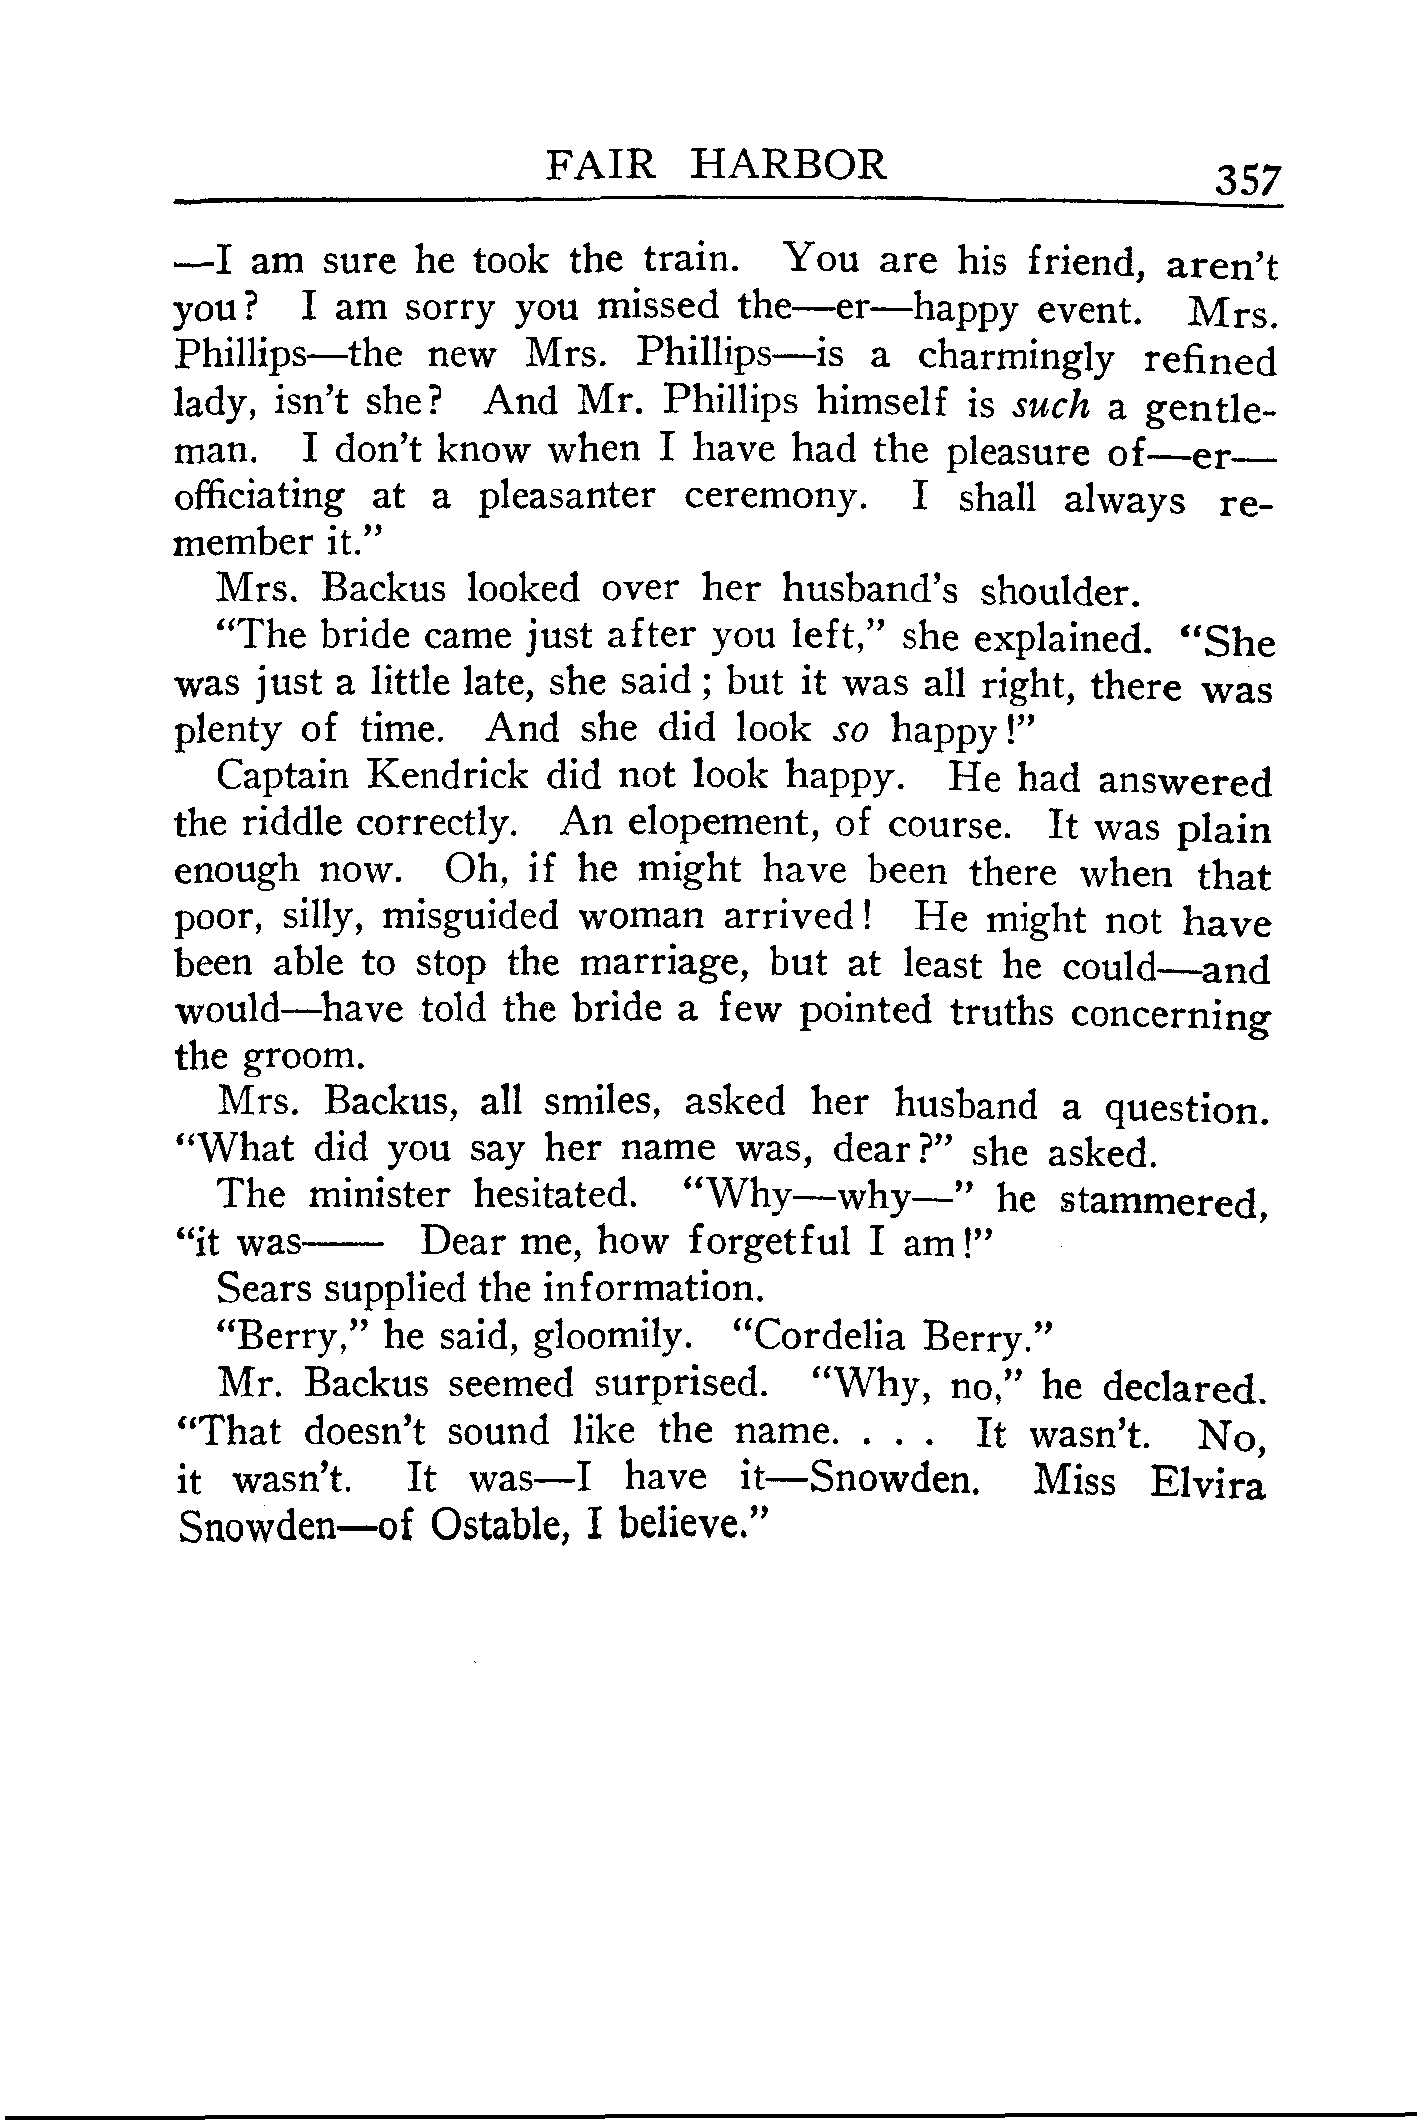 FAIR HARBOR 357
—I am sure he took the train. You are his friend, aren't
you? I am sorry you missed the—er—happy event. Mrs.
Phillips—the new Mrs. Phillips—is a charmingly refined
lady, isn't she? And Mr. Phillips himself is such a gentle-
man. I don't know when I have had the pleasure of—er—
officiating at a pleasanter ceremony. I shall always re-
member it.”
Mrs. Backus looked over her husband's shoulder.
“The bride came just after you left,” she explained. “She
was just a little late, she said; but it was all right, there was
plenty of time. And she did look so happy!”
Captain Kendrick did not look happy. He had answered
the riddle correctly. An elopement, of course. It was plain
enough now. Oh, if he might have been there when that
poor, silly, misguided woman arrived! He might not have
been able to stop the marriage, but at least he could—and
would—have told the bride a few pointed truths concerning
the groom.
Mrs. Backus, all smiles, asked her husband a question.
“What did you say her name was, dear?” she asked.
The minister hesitated. “Why—why—” he stammered,
“it was—— Dear me, how forgetful I am!”
Sears supplied the information.
“Berry,” he said, gloomily. “Cordelia Berry.”
Mr. Backus seemed surprised. “Why, no,” he declared.
“That doesn't sound like the name. . . . It wasn't. No,
it wasn't. It was—I have it—Snowden. Miss Elvira
Snowden—of Ostable, I believe.”